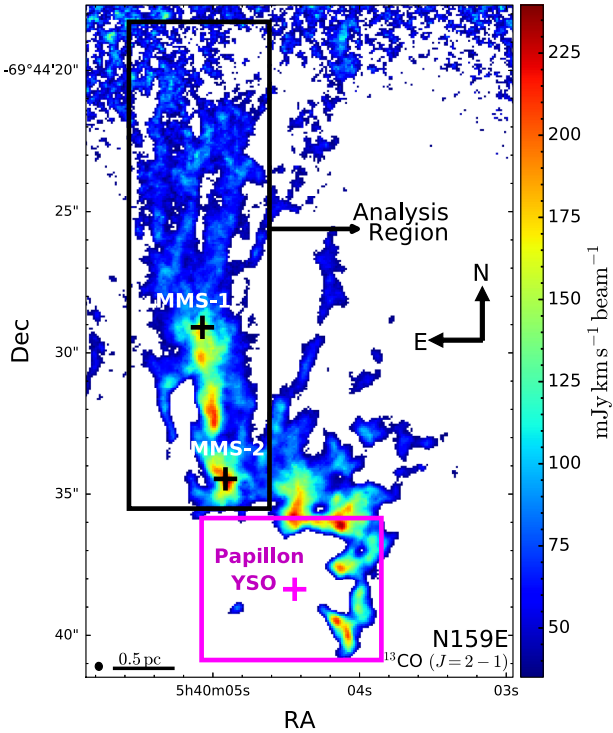 -69°44'20"
25"
30"
35"
40"
Dec
5h40m05s
04s
03s
RA
MMS-1
MMS-2
Analysis
Region
N
E
Papillon
YSO
N159E
¹³CO (J=2−1)
0.5 pc
225
200
175
150
125
100
75
50
mJy km s⁻¹ beam⁻¹